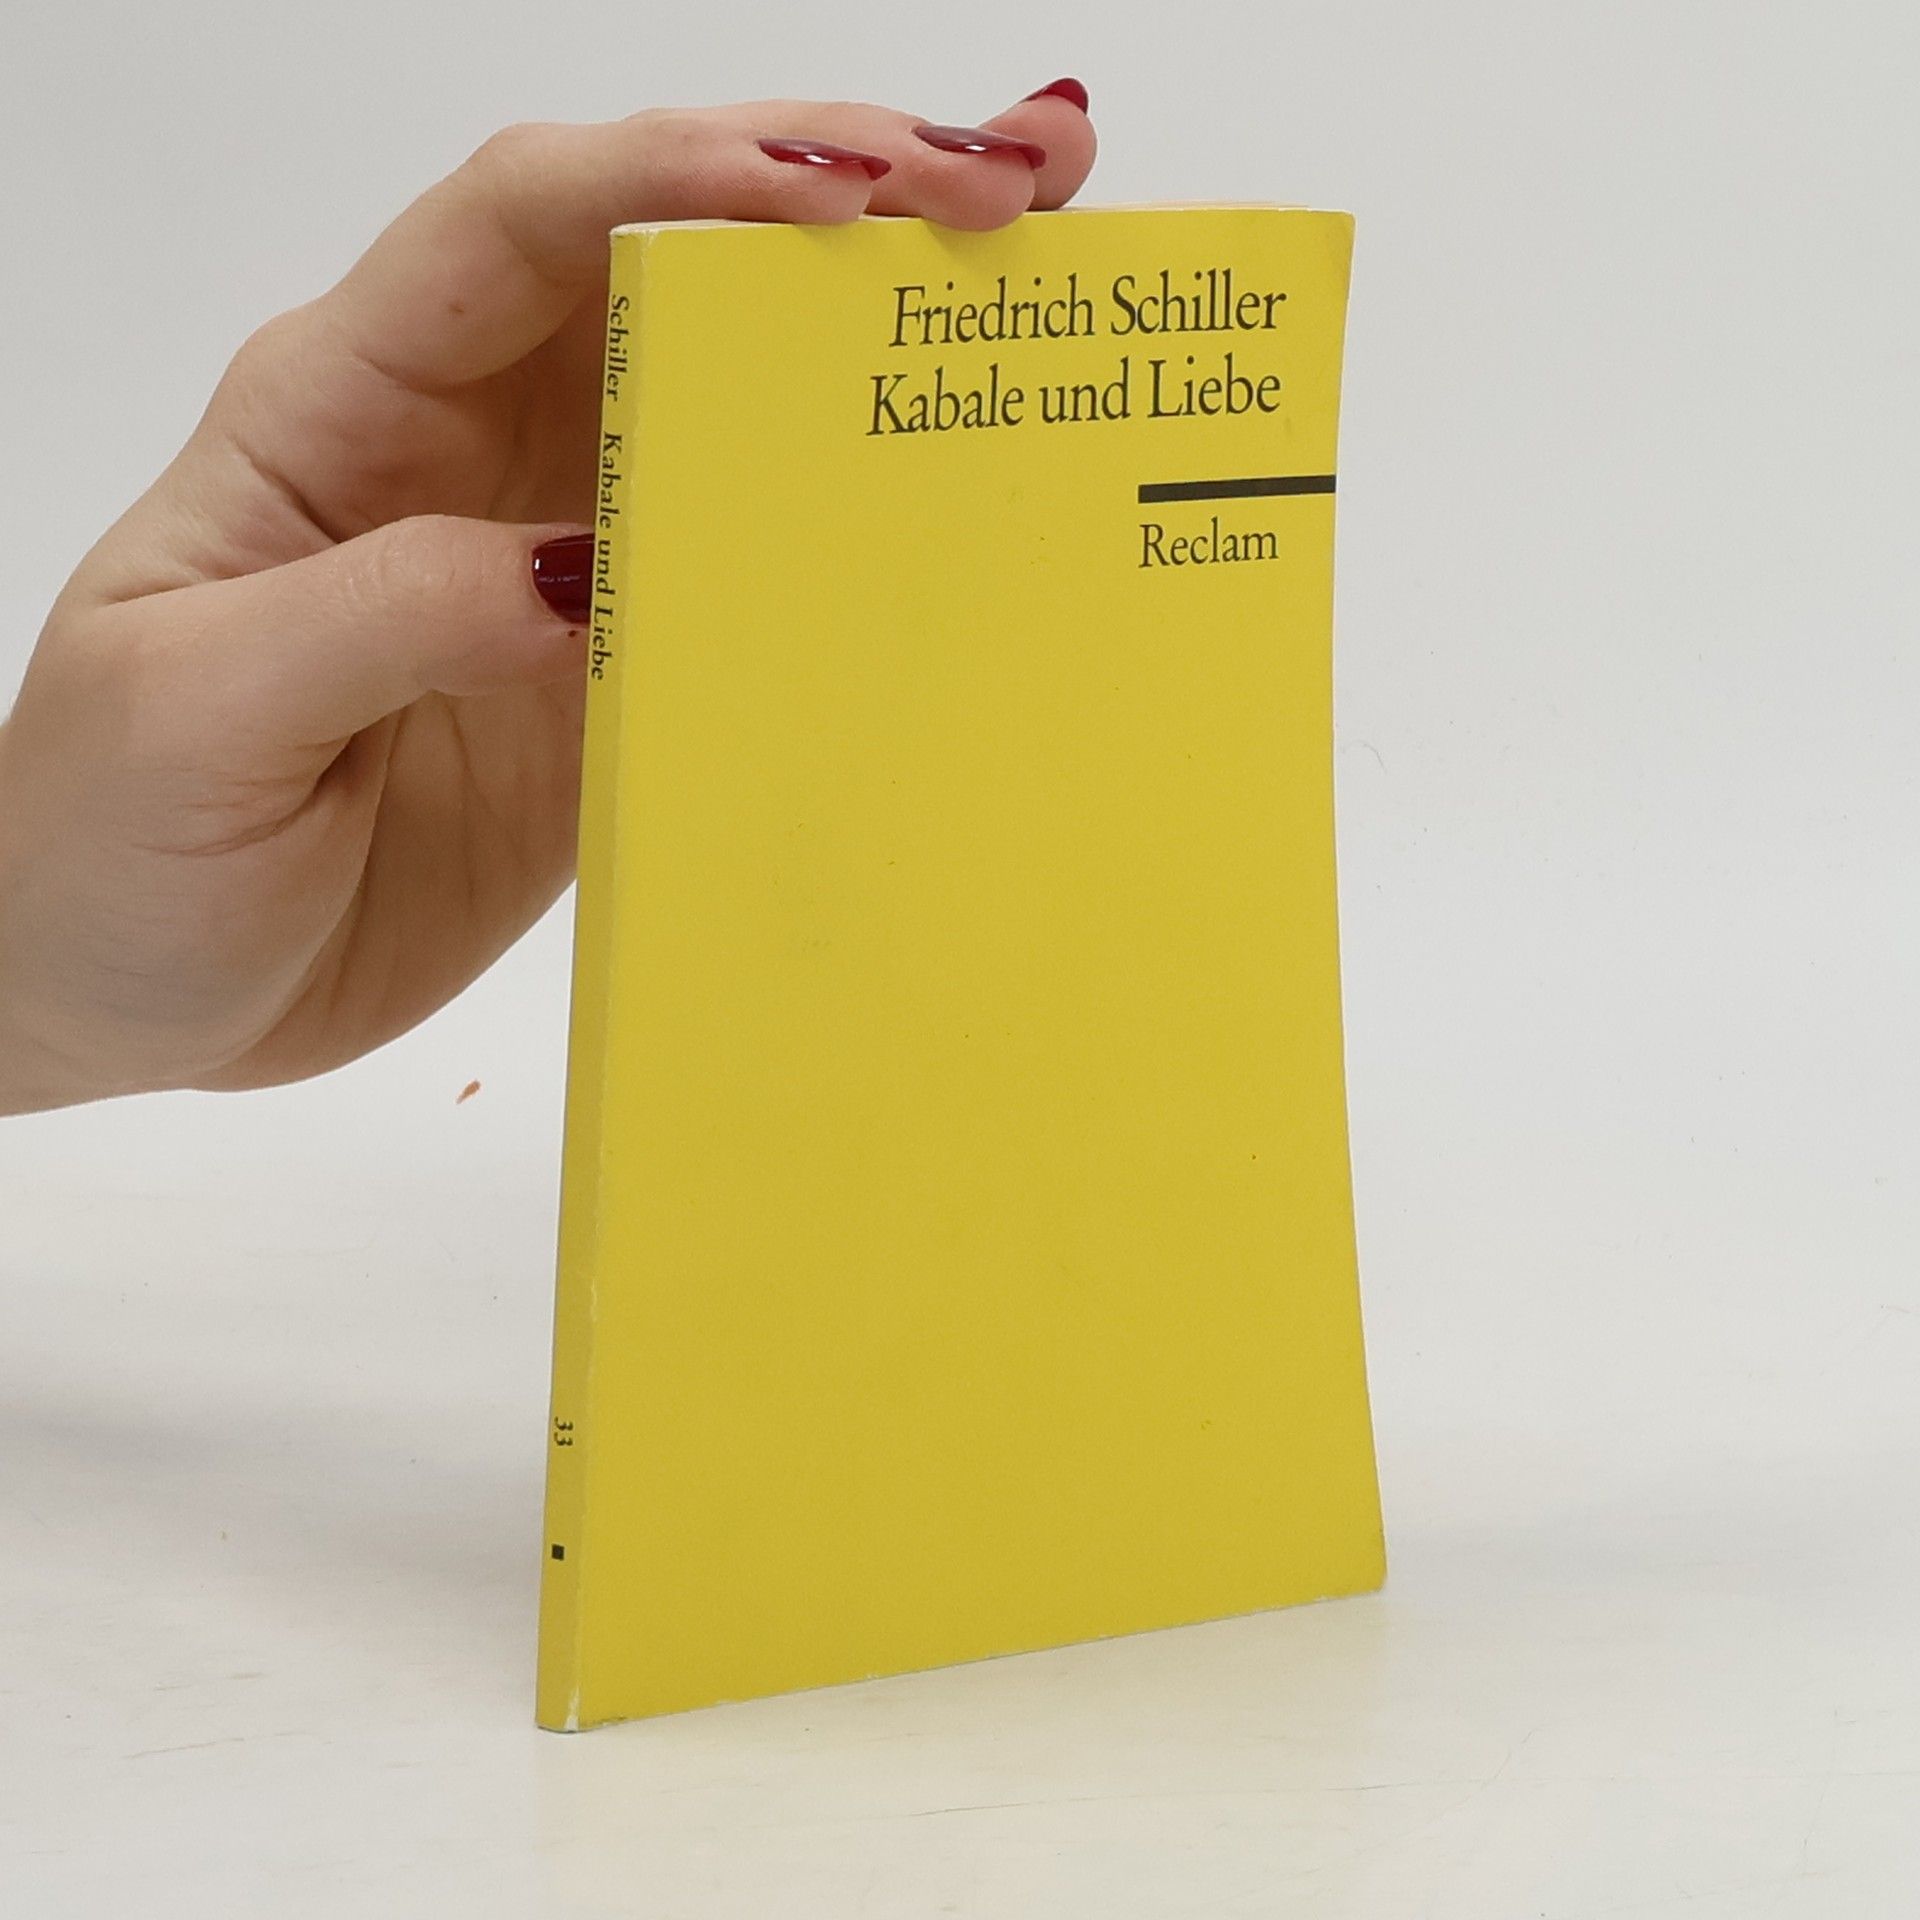 Friedrich Schiller
Kabale und Liebe
Reclam
Schiller Kabale und Liebe
33